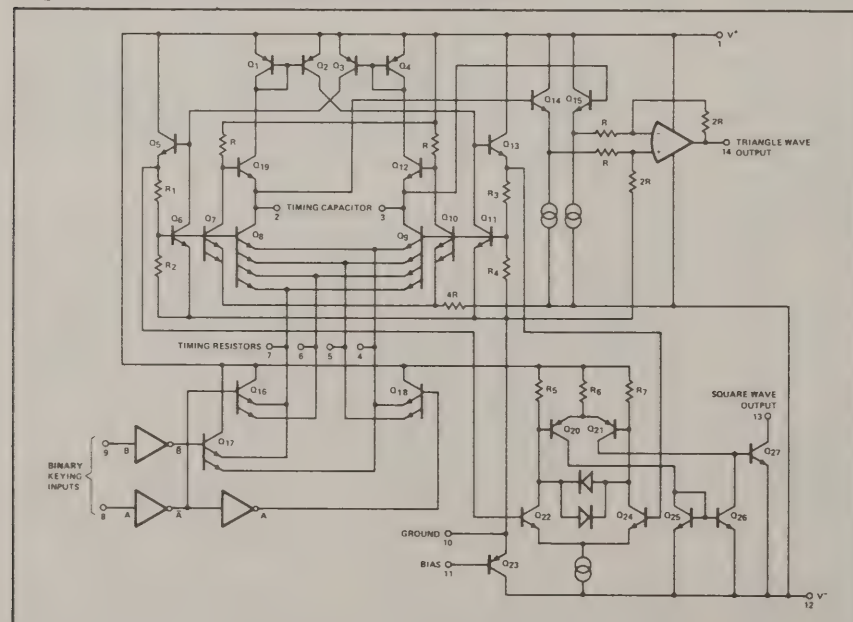 V+
1
Q1
Q2
Q3
Q4
Q14
Q15
2R
R
R
TRIANGLE WAVE
OUTPUT
14
2R
Q5
R
Q19
R
Q12
Q13
R1
R3
TIMING CAPACITOR
2
3
Q6
Q7
Q8
Q9
Q10
Q11
R2
R4
4R
TIMING RESISTORS
7
6
5
4
Q16
Q18
R5
R6
R7
SQUARE WAVE
OUTPUT
13
Q17
Q20
Q21
Q27
BINARY
KEYING
INPUTS
9
B
B̄
8
A
Ā
A
Q22
Q24
Q25
Q26
GROUND
10
BIAS
11
Q23
V-
12